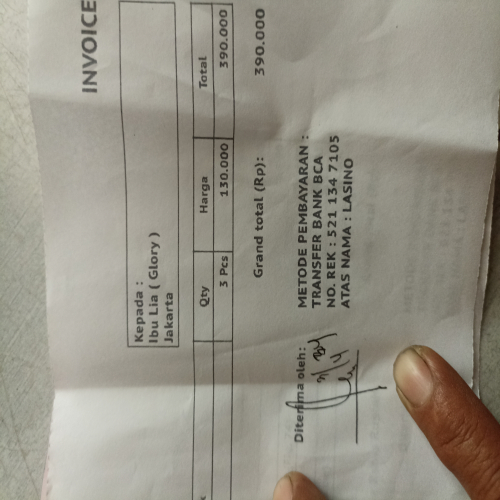 INVOICE
Kepada :
Ibu Lia ( Glory )
Jakarta
Qty Harga Total
3 Pcs 130.000 390.000
Grand total (Rp): 390.000
Diterima oleh:
METODE PEMBAYARAN :
TRANSFER BANK BCA
NO. REK : 521 134 7105
ATAS NAMA : LASINO